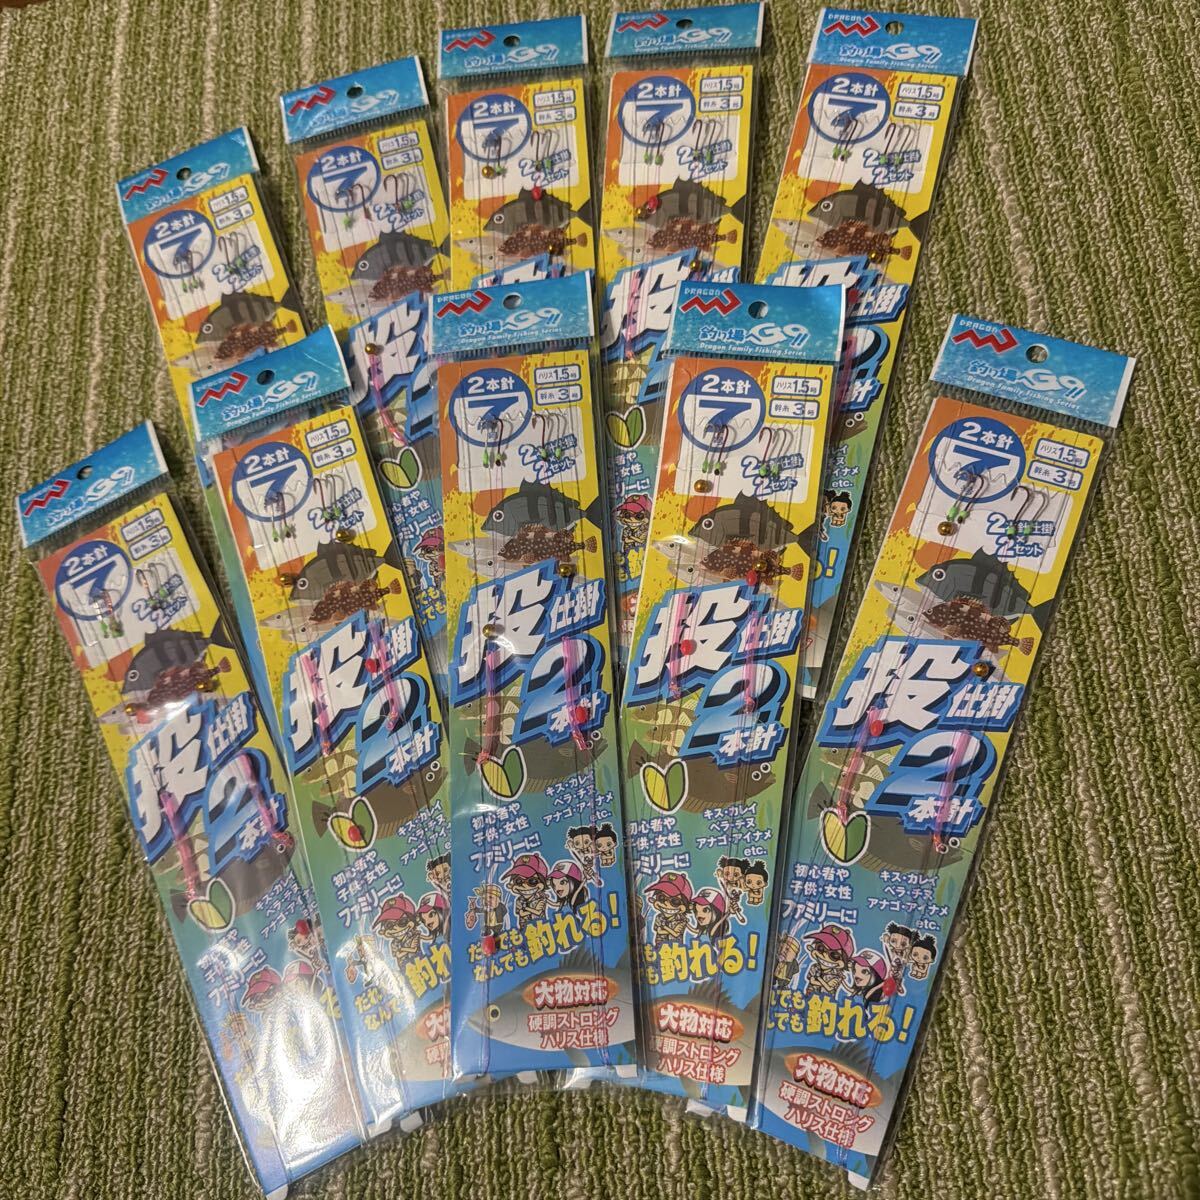 DRAGON
釣り場へGO!!
Dragon Family Fishing Series
2本針
7
ハリス1.5号
幹糸3号
2本針仕掛
×
2セット
投
仕掛
2
本針
初心者や
子供・女性
ファミリーに!
キス・カレイ
ベラ・チヌ
アナゴ・アイナメ
etc.
だれでも
なんでも釣れる!
大物対応
硬調ストロング
ハリス仕様